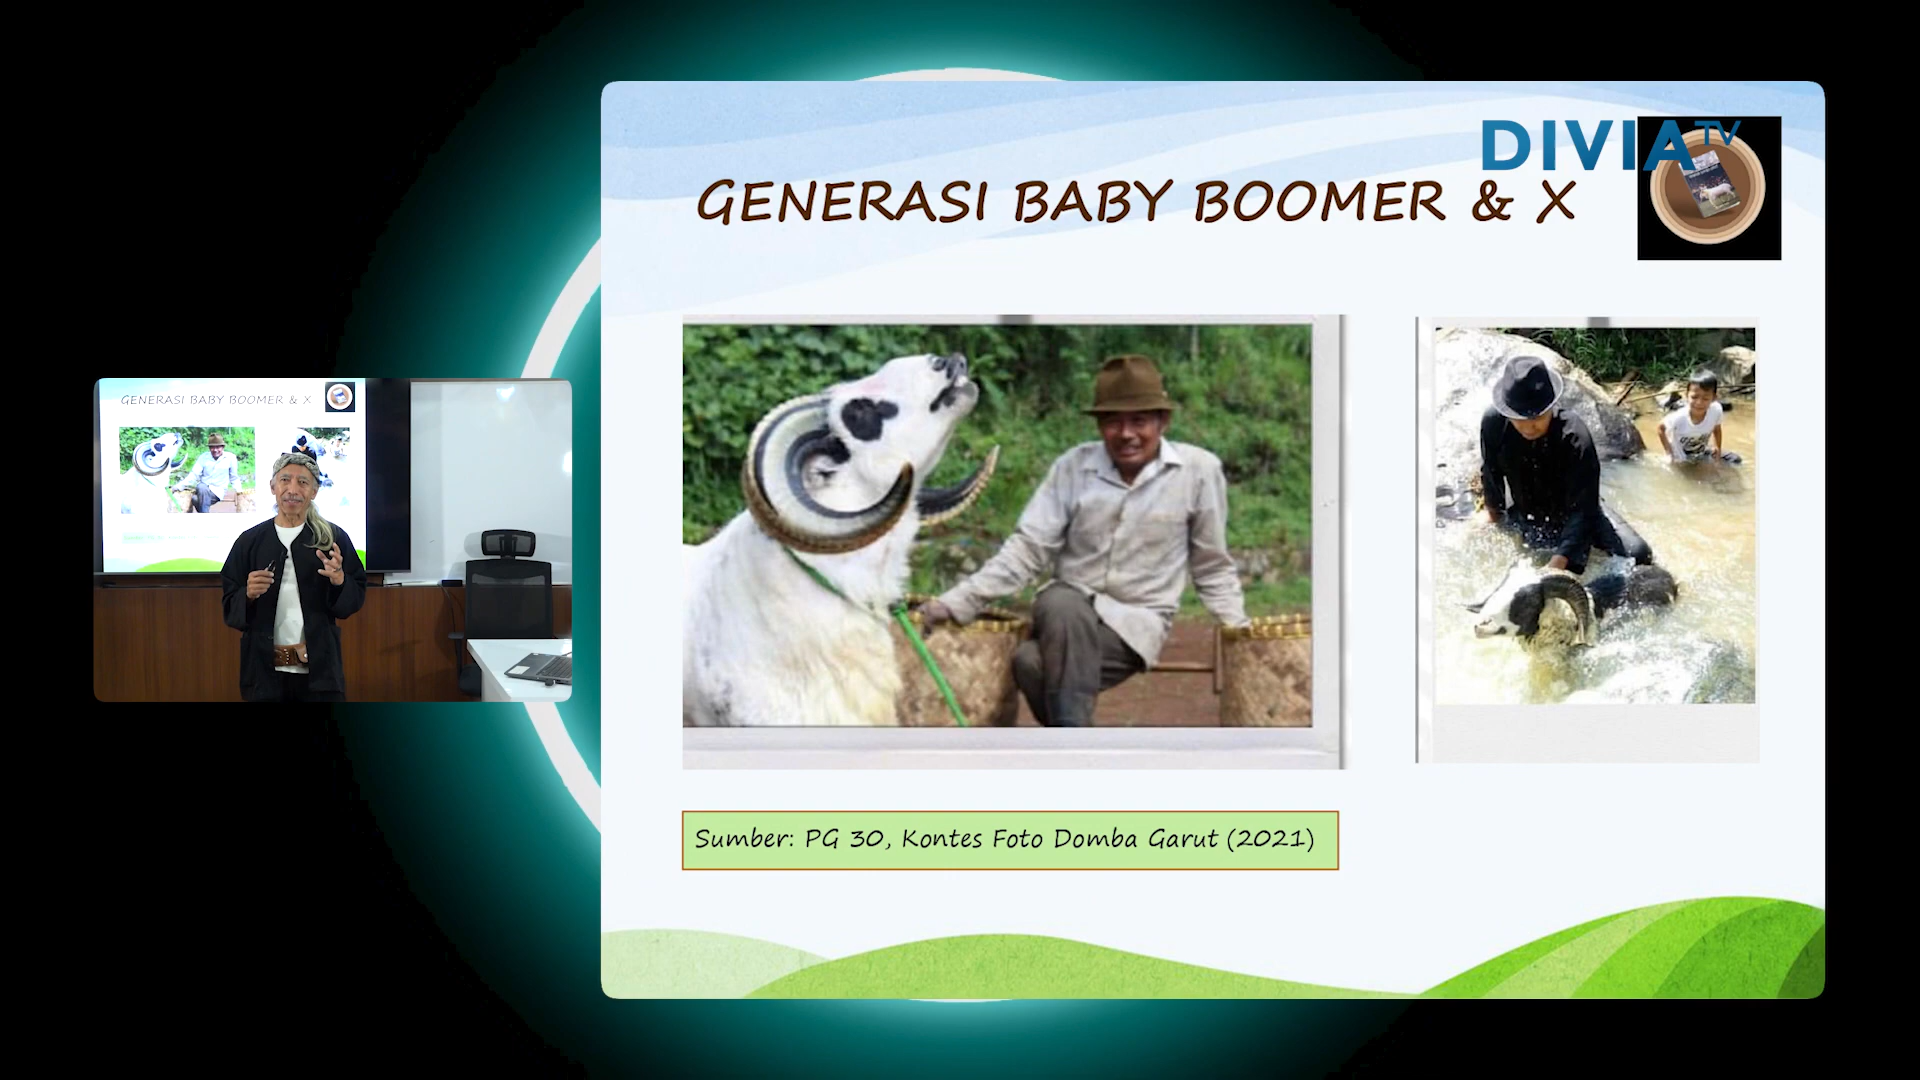 DIVIA TV
GENERASI BABY BOOMER & X
Sumber: PG 30, Kontes Foto Domba Garut (2021)
GENERASI BABY BOOMER & X